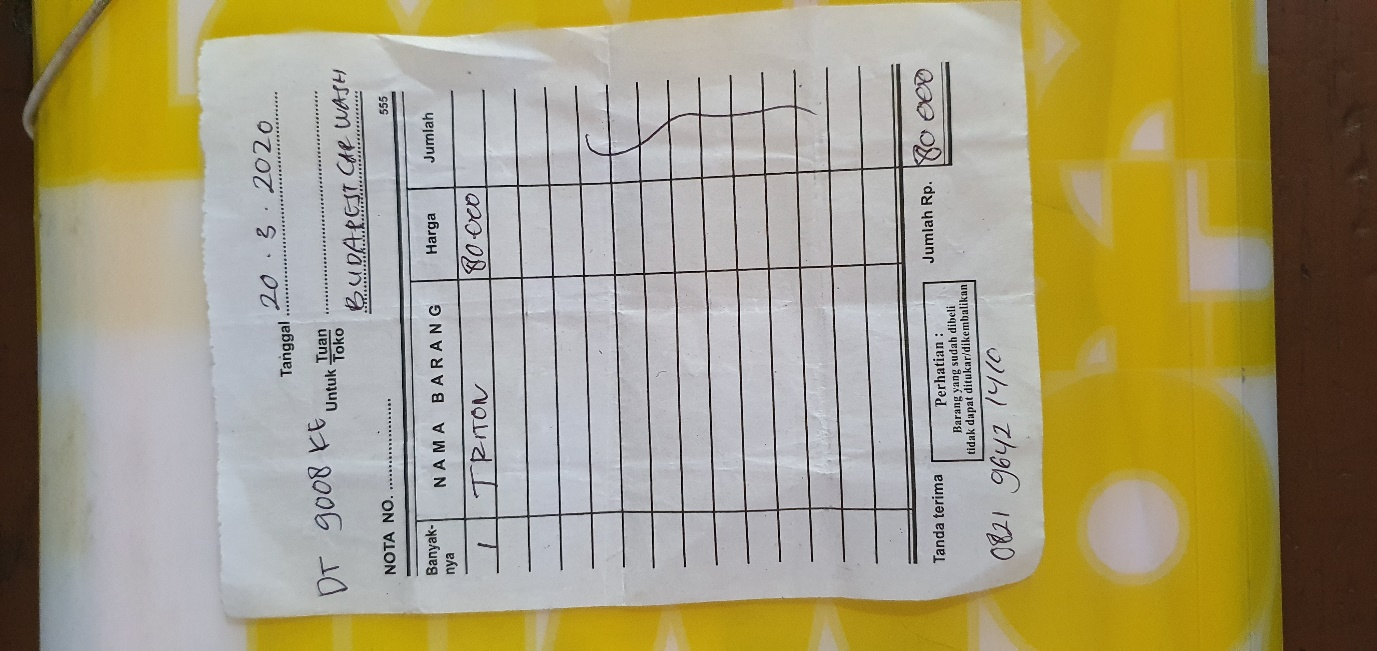 Tanggal 20 . 3 . 2020
DT 9008 KE
Untuk Tuan
Toko
BUDAPEST CAR WASH
NOTA NO. 555
Banyak-
nya NAMA BARANG Harga Jumlah
1 TRITON 80.000
Tanda terima Jumlah Rp. 80 000
Perhatian :
Barang yang sudah dibeli
tidak dapat ditukar/dikembalikan
0821 9642 1410